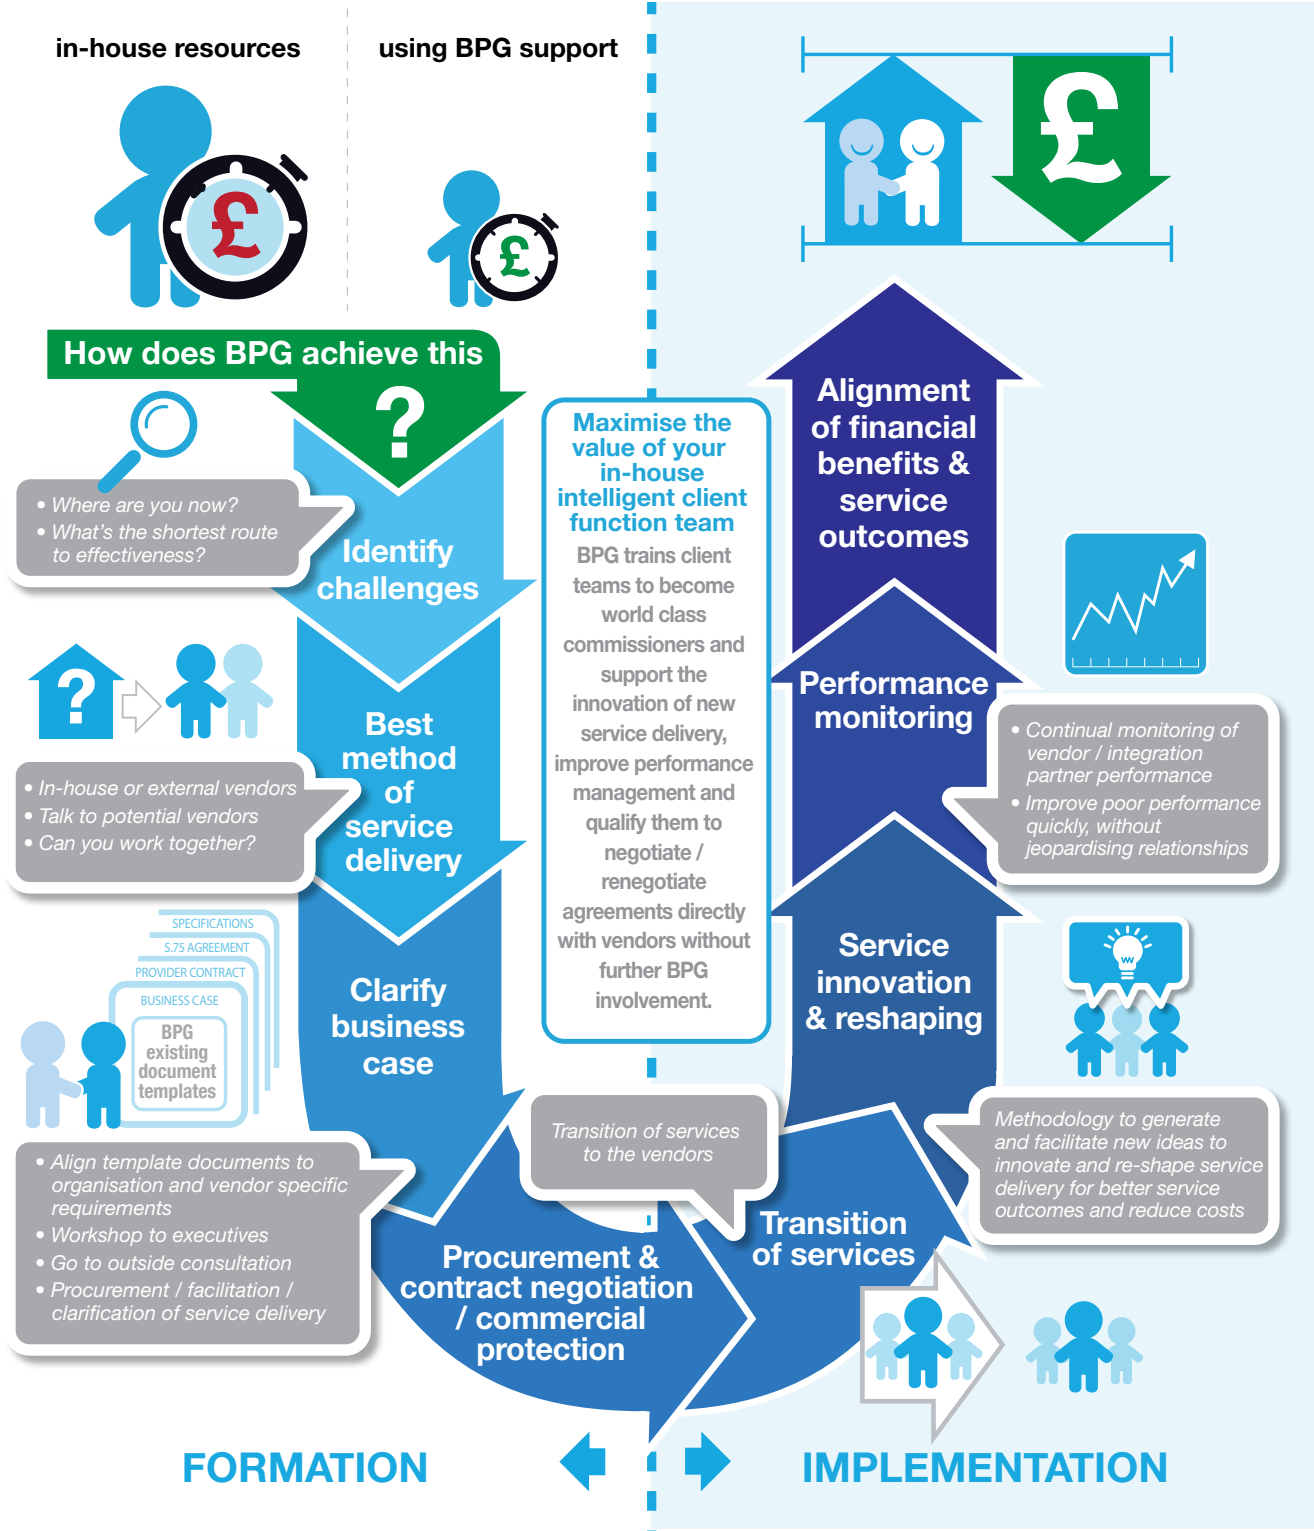 in-house resources
using BPG support
£
£
£
How does BPG achieve this
?
• Where are you now?
• What's the shortest route
to effectiveness?
Identify
challenges
?
• In-house or external vendors
• Talk to potential vendors
• Can you work together?
Best
method
of
service
delivery
SPECIFICATIONS
S.75 AGREEMENT
PROVIDER CONTRACT
BUSINESS CASE
BPG
existing
document
templates
Clarify
business
case
• Align template documents to
organisation and vendor specific
requirements
• Workshop to executives
• Go to outside consultation
• Procurement / facilitation /
clarification of service delivery
Procurement &
contract negotiation
/ commercial
protection
Maximise the
value of your
in-house
intelligent client
function team
BPG trains client
teams to become
world class
commissioners and
support the
innovation of new
service delivery,
improve performance
management and
qualify them to
negotiate /
renegotiate
agreements directly
with vendors without
further BPG
involvement.
Transition of services
to the vendors
Transition
of services
Service
innovation
& reshaping
Methodology to generate
and facilitate new ideas to
innovate and re-shape service
delivery for better service
outcomes and reduce costs
Performance
monitoring
• Continual monitoring of
vendor / integration
partner performance
• Improve poor performance
quickly, without
jeopardising relationships
Alignment
of financial
benefits &
service
outcomes
FORMATION
IMPLEMENTATION